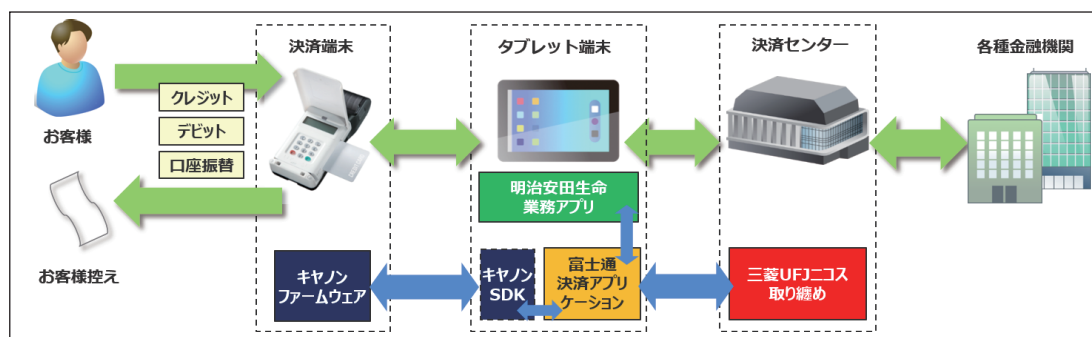 決済端末
タブレット端末
決済センター
各種金融機関
お客様
クレジット
デビット
口座振替
お客様控え
明治安田生命
業務アプリ
キヤノン
ファームウェア
キヤノン
SDK
富士通
決済アプリ
ケーション
三菱UFJニコス
取り纏め